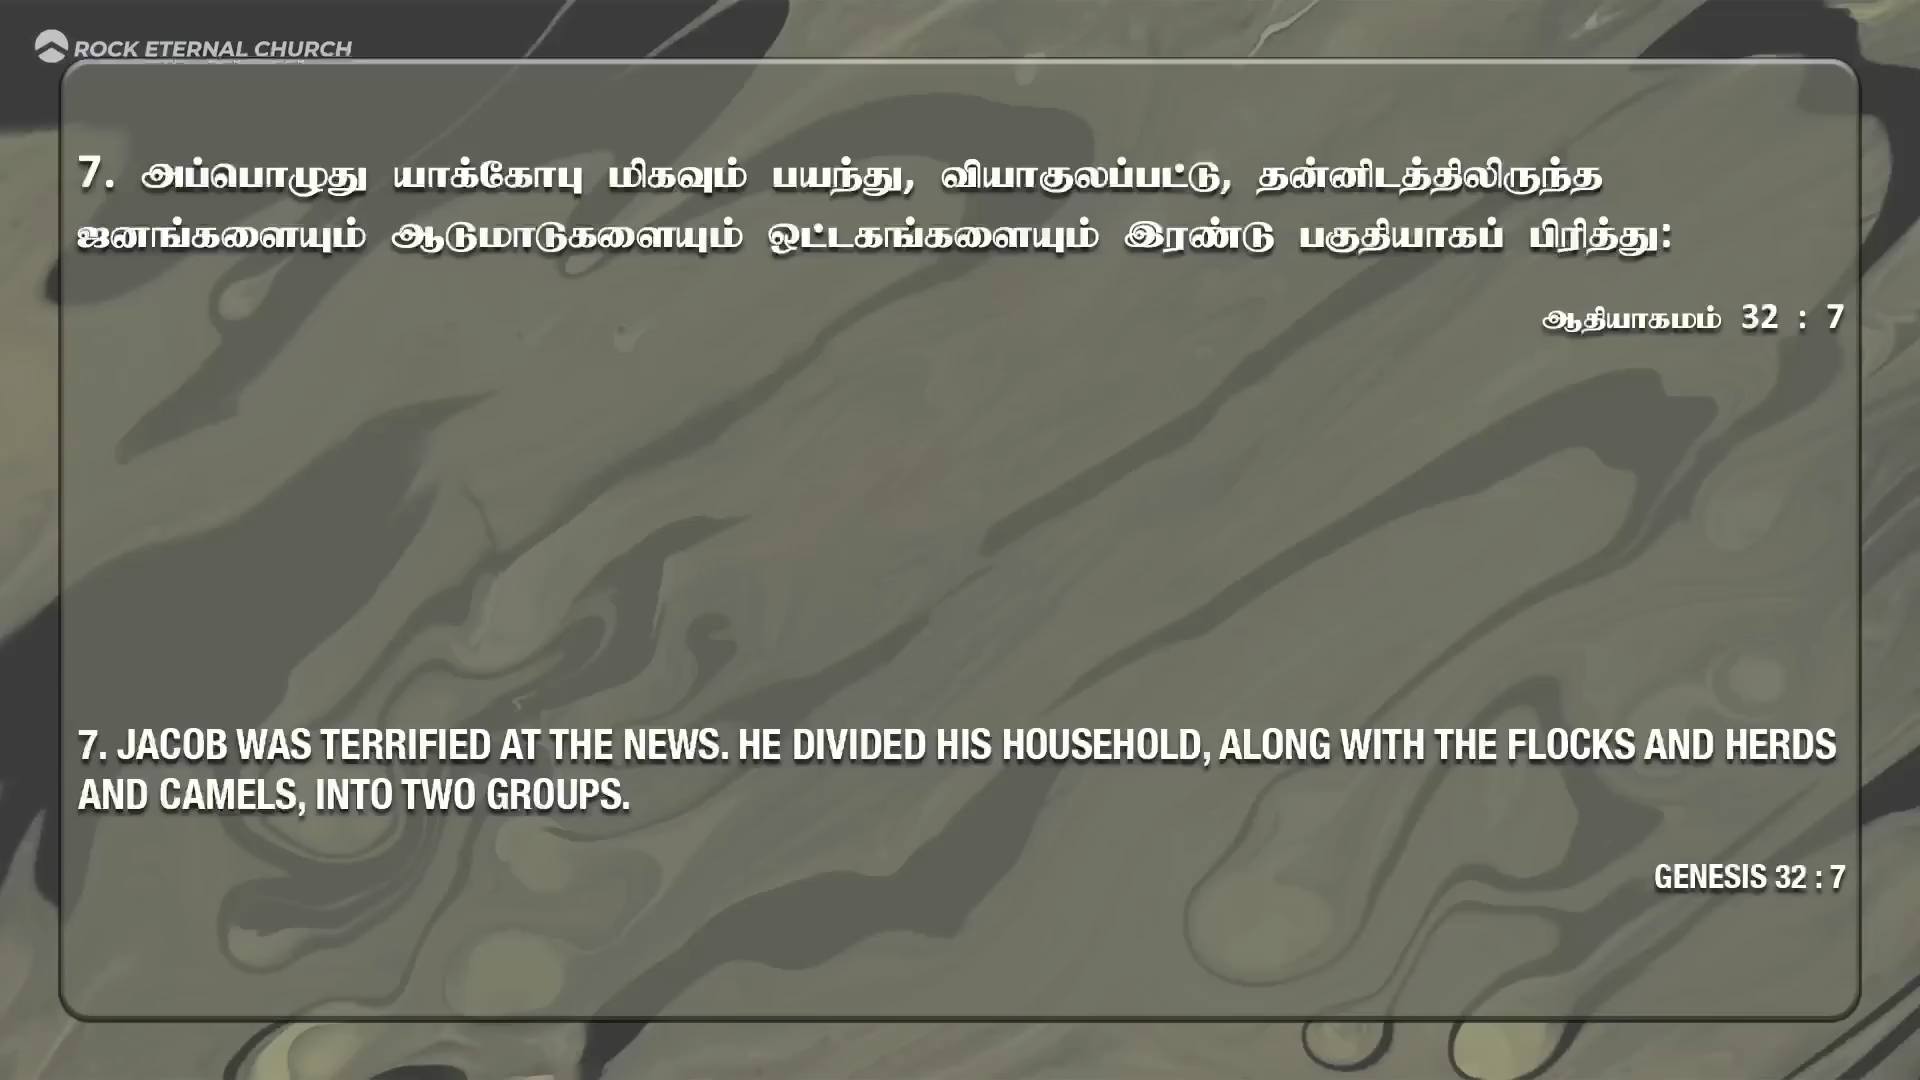 ROCK ETERNAL CHURCH
7. அப்பொழுது யாக்கோபு மிகவும் பயந்து, வியாகுலப்பட்டு, தன்னிடத்திலிருந்த
ஜனங்களையும் ஆடுமாடுகளையும் ஒட்டகங்களையும் இரண்டு பகுதியாகப் பிரித்து:
ஆதியாகமம் 32 : 7
7. JACOB WAS TERRIFIED AT THE NEWS. HE DIVIDED HIS HOUSEHOLD, ALONG WITH THE FLOCKS AND HERDS
AND CAMELS, INTO TWO GROUPS.
GENESIS 32 : 7